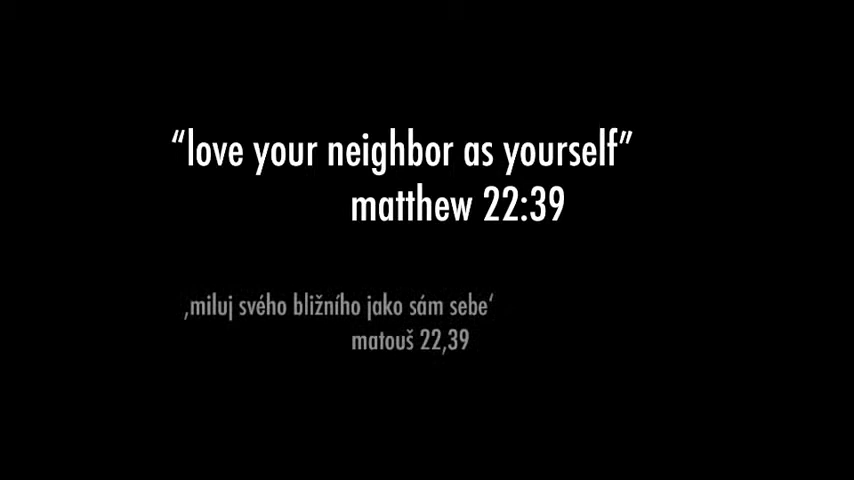 “love your neighbor as yourself”
matthew 22:39
‚miluj svého bližního jako sám sebe‘
matouš 22,39